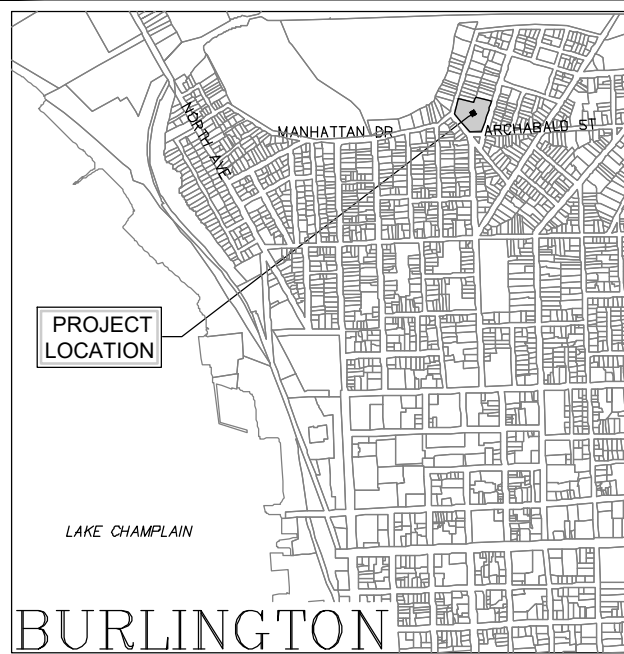 NORTH AVE
MANHATTAN DR
ARCHABALD ST
PROJECT
LOCATION
LAKE CHAMPLAIN
BURLINGTON